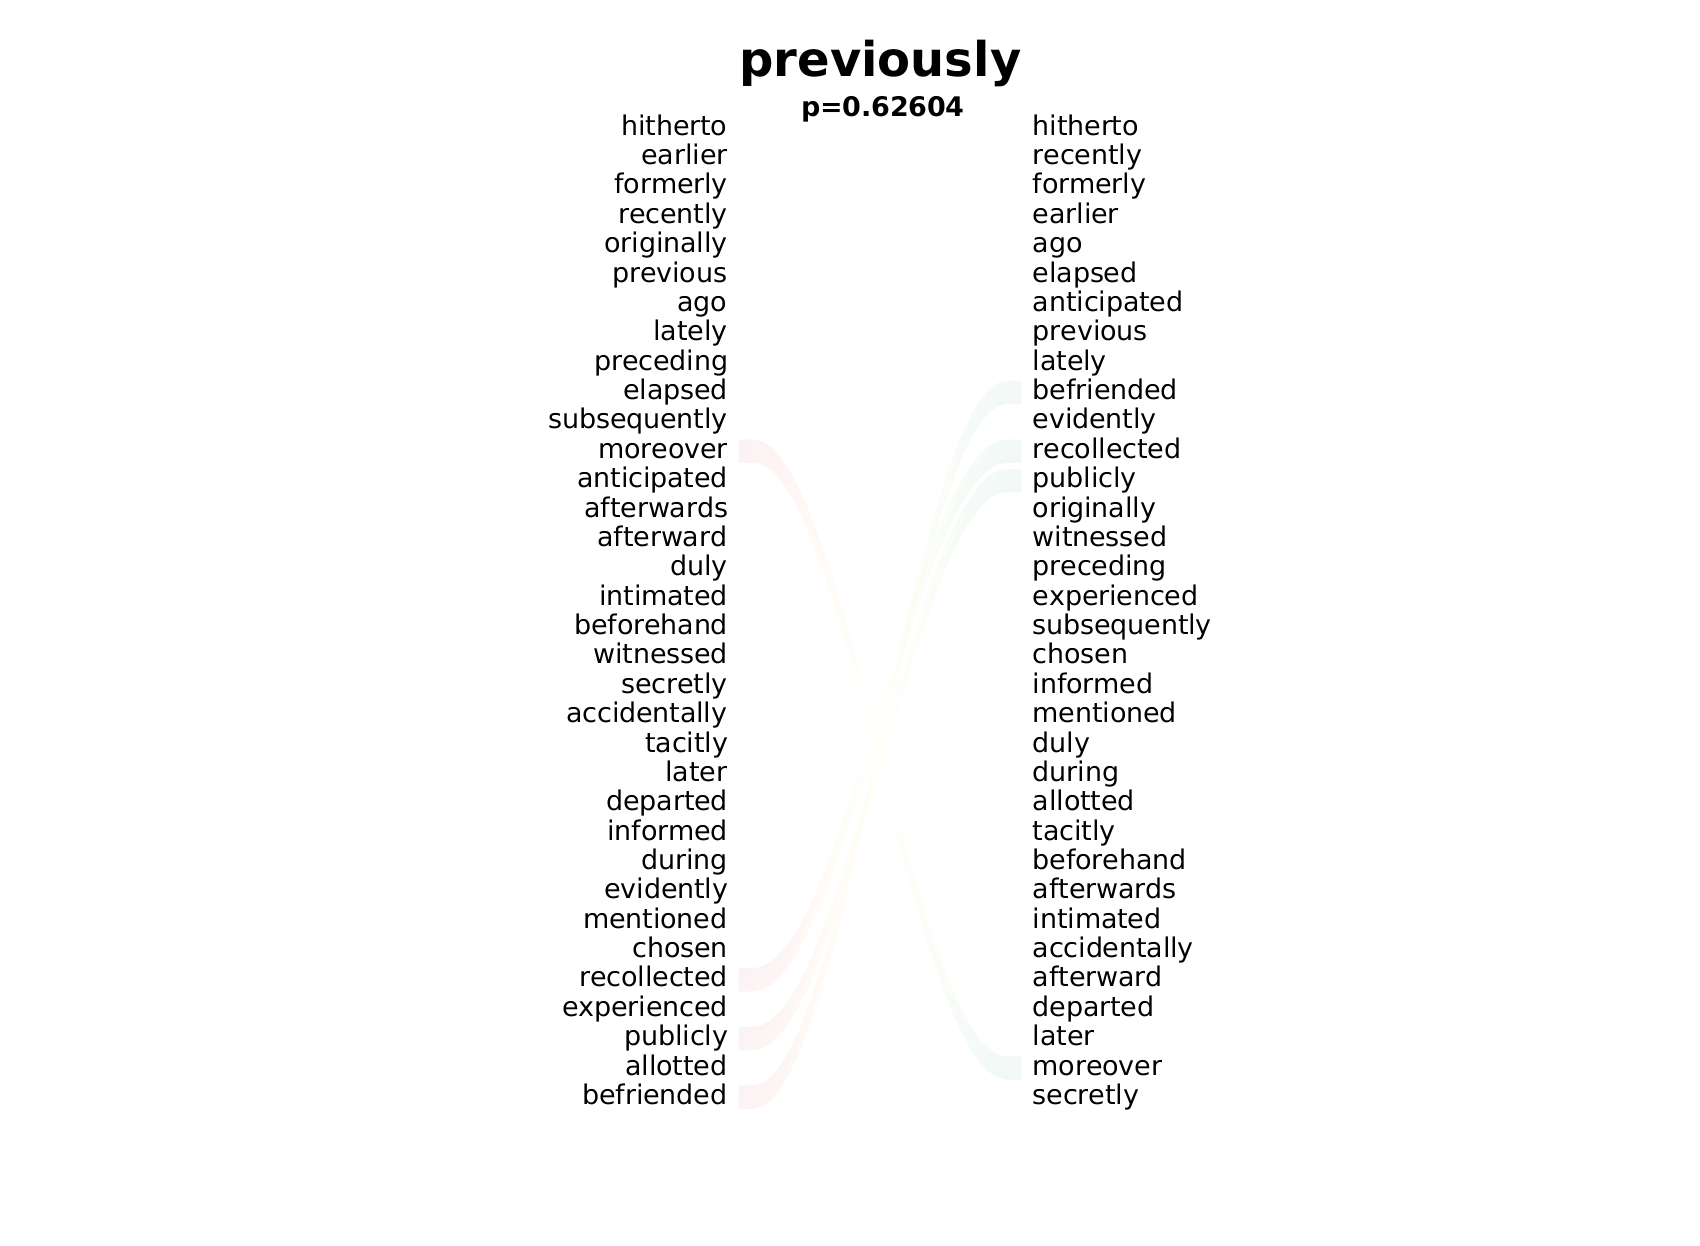 previously
p=0.62604
hitherto hitherto
earlier recently
formerly formerly
recently earlier
originally ago
previous elapsed
ago anticipated
lately previous
preceding lately
elapsed befriended
subsequently evidently
moreover recollected
anticipated publicly
afterwards originally
afterward witnessed
duly preceding
intimated experienced
beforehand subsequently
witnessed chosen
secretly informed
accidentally mentioned
tacitly duly
later during
departed allotted
informed tacitly
during beforehand
evidently afterwards
mentioned intimated
chosen accidentally
recollected afterward
experienced departed
publicly later
allotted moreover
befriended secretly